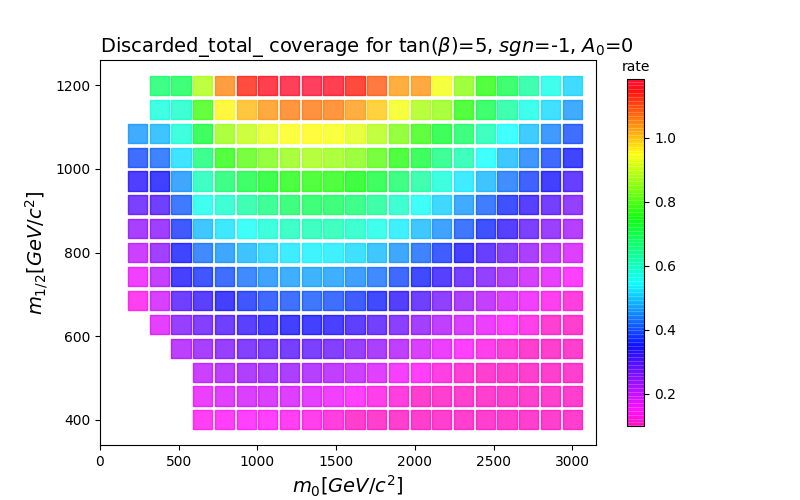 Discarded_total_ coverage for tan(β)=5, sgn=-1, A₀=0
rate
1200
1000
800
600
400
1.0
0.8
0.6
0.4
0.2
m₁/₂[GeV/c²]
0 500 1000 1500 2000 2500 3000
m₀[GeV/c²]